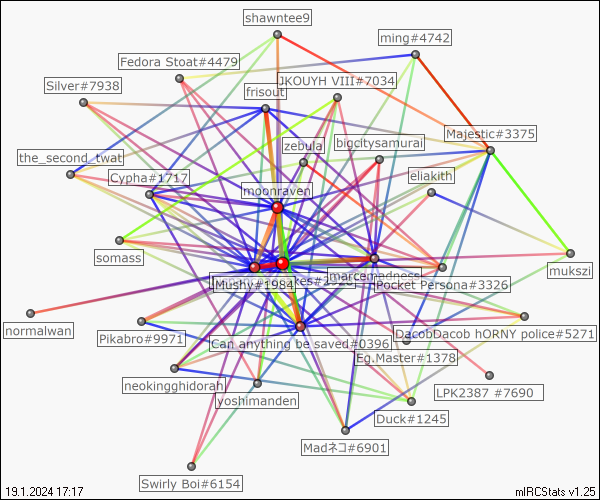 shawntee9
ming#4742
Fedora Stoat#4479
JKOUYH VIII#7034
Silver#7938
frisout
Majestic#3375
zebula
bigcitysamurai
the_second_twat
Cypha#1717
eliakith
moonraven
somass
mukszi
marcemadness
Mushy#1984
Pocket Persona#3326
normalwan
Pikabro#9971
Can anything be saved#0396
DacobDacob hORNY police#5271
Eg.Master#1378
neokingghidorah
yoshimanden
LPK2387 #7690
Duck#1245
Madネコ#6901
Swirly Boi#6154
19.1.2024 17:17
mIRCStats v1.25